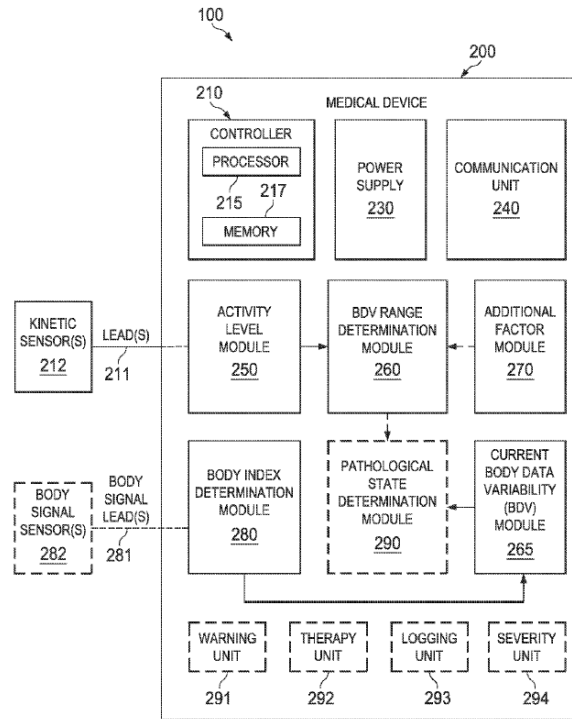 100
200
MEDICAL DEVICE
210
CONTROLLER
PROCESSOR
215
217
MEMORY
POWER
SUPPLY
230
COMMUNICATION
UNIT
240
KINETIC
SENSOR(S)
212
LEAD(S)
211
ACTIVITY
LEVEL
MODULE
250
BDV RANGE
DETERMINATION
MODULE
260
ADDITIONAL
FACTOR
MODULE
270
BODY
SIGNAL
SENSOR(S)
282
BODY
SIGNAL
LEAD(S)
281
BODY INDEX
DETERMINATION
MODULE
280
PATHOLOGICAL
STATE
DETERMINATION
MODULE
290
CURRENT
BODY DATA
VARIABILITY
(BDV)
MODULE
265
WARNING
UNIT
291
THERAPY
UNIT
292
LOGGING
UNIT
293
SEVERITY
UNIT
294